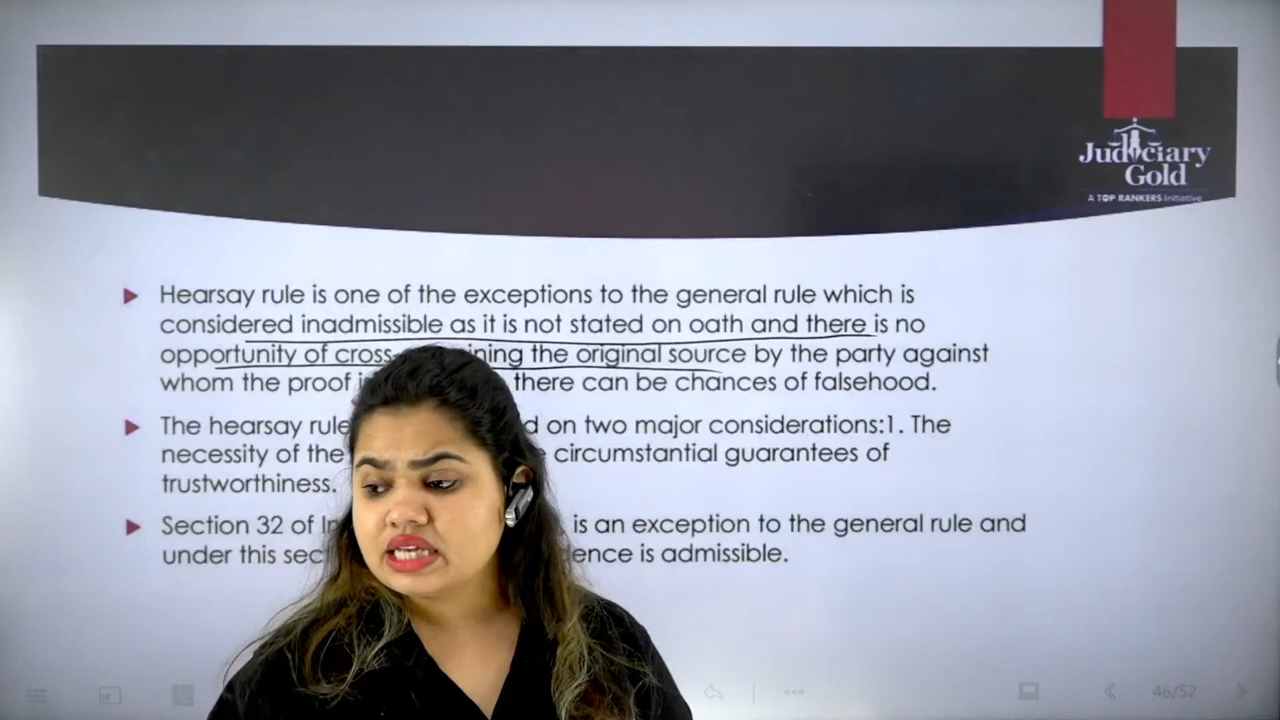 Judiciary
Gold
A TOP RANKERS Initiative
Hearsay rule is one of the exceptions to the general rule which is
considered inadmissible as it is not stated on oath and there is no
opportunity of cross- ining the original source by the party against
whom the proof there can be chances of falsehood.
The hearsay rule on two major considerations:1. The
necessity of the circumstantial guarantees of
trustworthiness.
Section 32 of is an exception to the general rule and
under this is admissible.
46/52